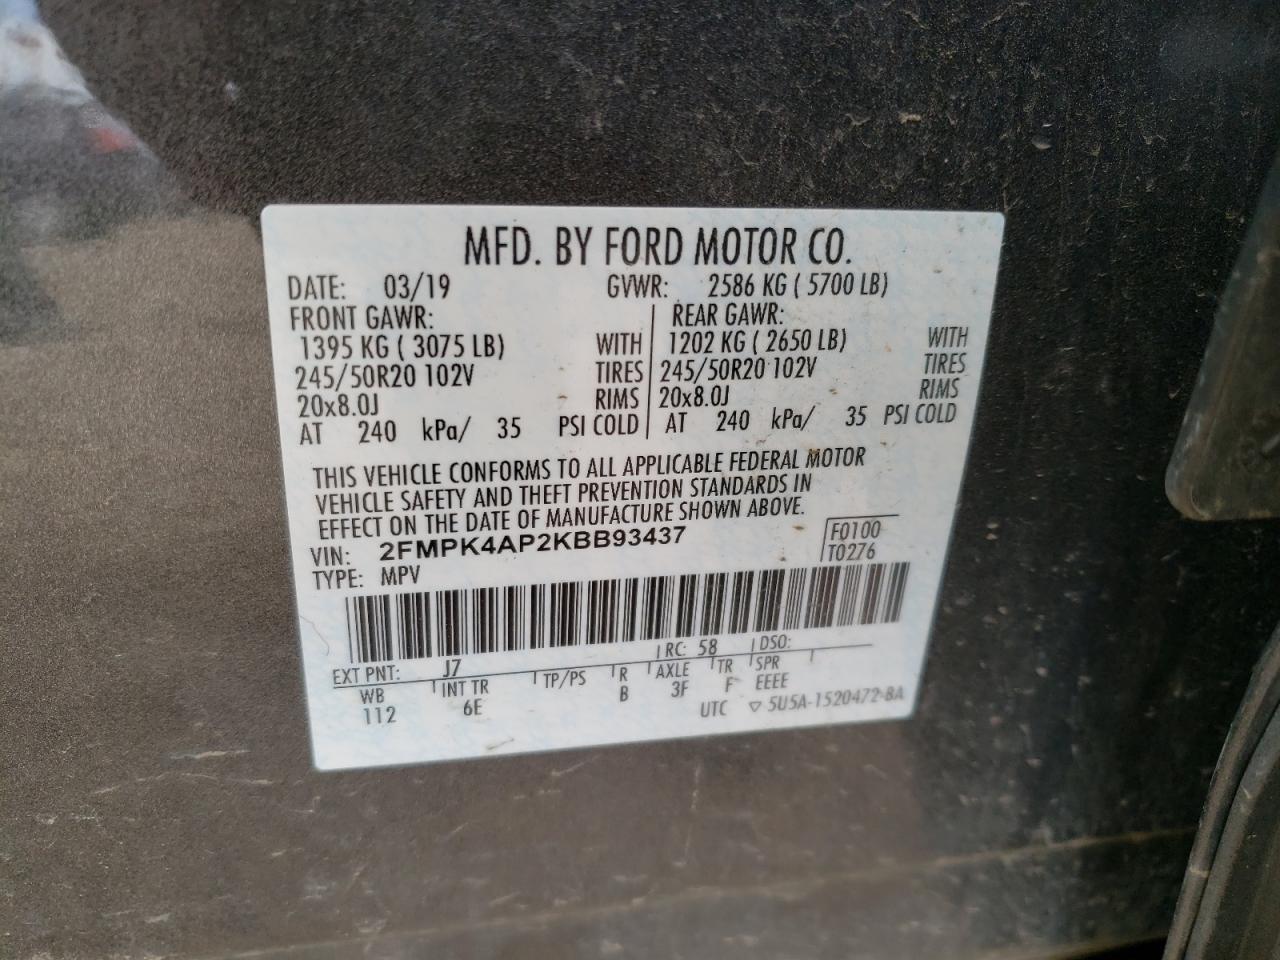 MFD. BY FORD MOTOR CO.
DATE: 03/19 GVWR: 2586 KG ( 5700 LB)
FRONT GAWR: REAR GAWR:
1395 KG ( 3075 LB) WITH 1202 KG ( 2650 LB) WITH
245/50R20 102V TIRES 245/50R20 102V TIRES
20x8.0J RIMS 20x8.0J RIMS
AT 240 kPa/ 35 PSI COLD AT 240 kPa/ 35 PSI COLD
THIS VEHICLE CONFORMS TO ALL APPLICABLE FEDERAL MOTOR
VEHICLE SAFETY AND THEFT PREVENTION STANDARDS IN
EFFECT ON THE DATE OF MANUFACTURE SHOWN ABOVE.
VIN: 2FMPK4AP2KBB93437 F0100
TYPE: MPV T0276
EXT PNT: J7 RC: 58 DSO:
WB INT TR TP/PS R AXLE TR SPR
112 6E B 3F F EEEE
UTC ▽ 5U5A-1520472-BA